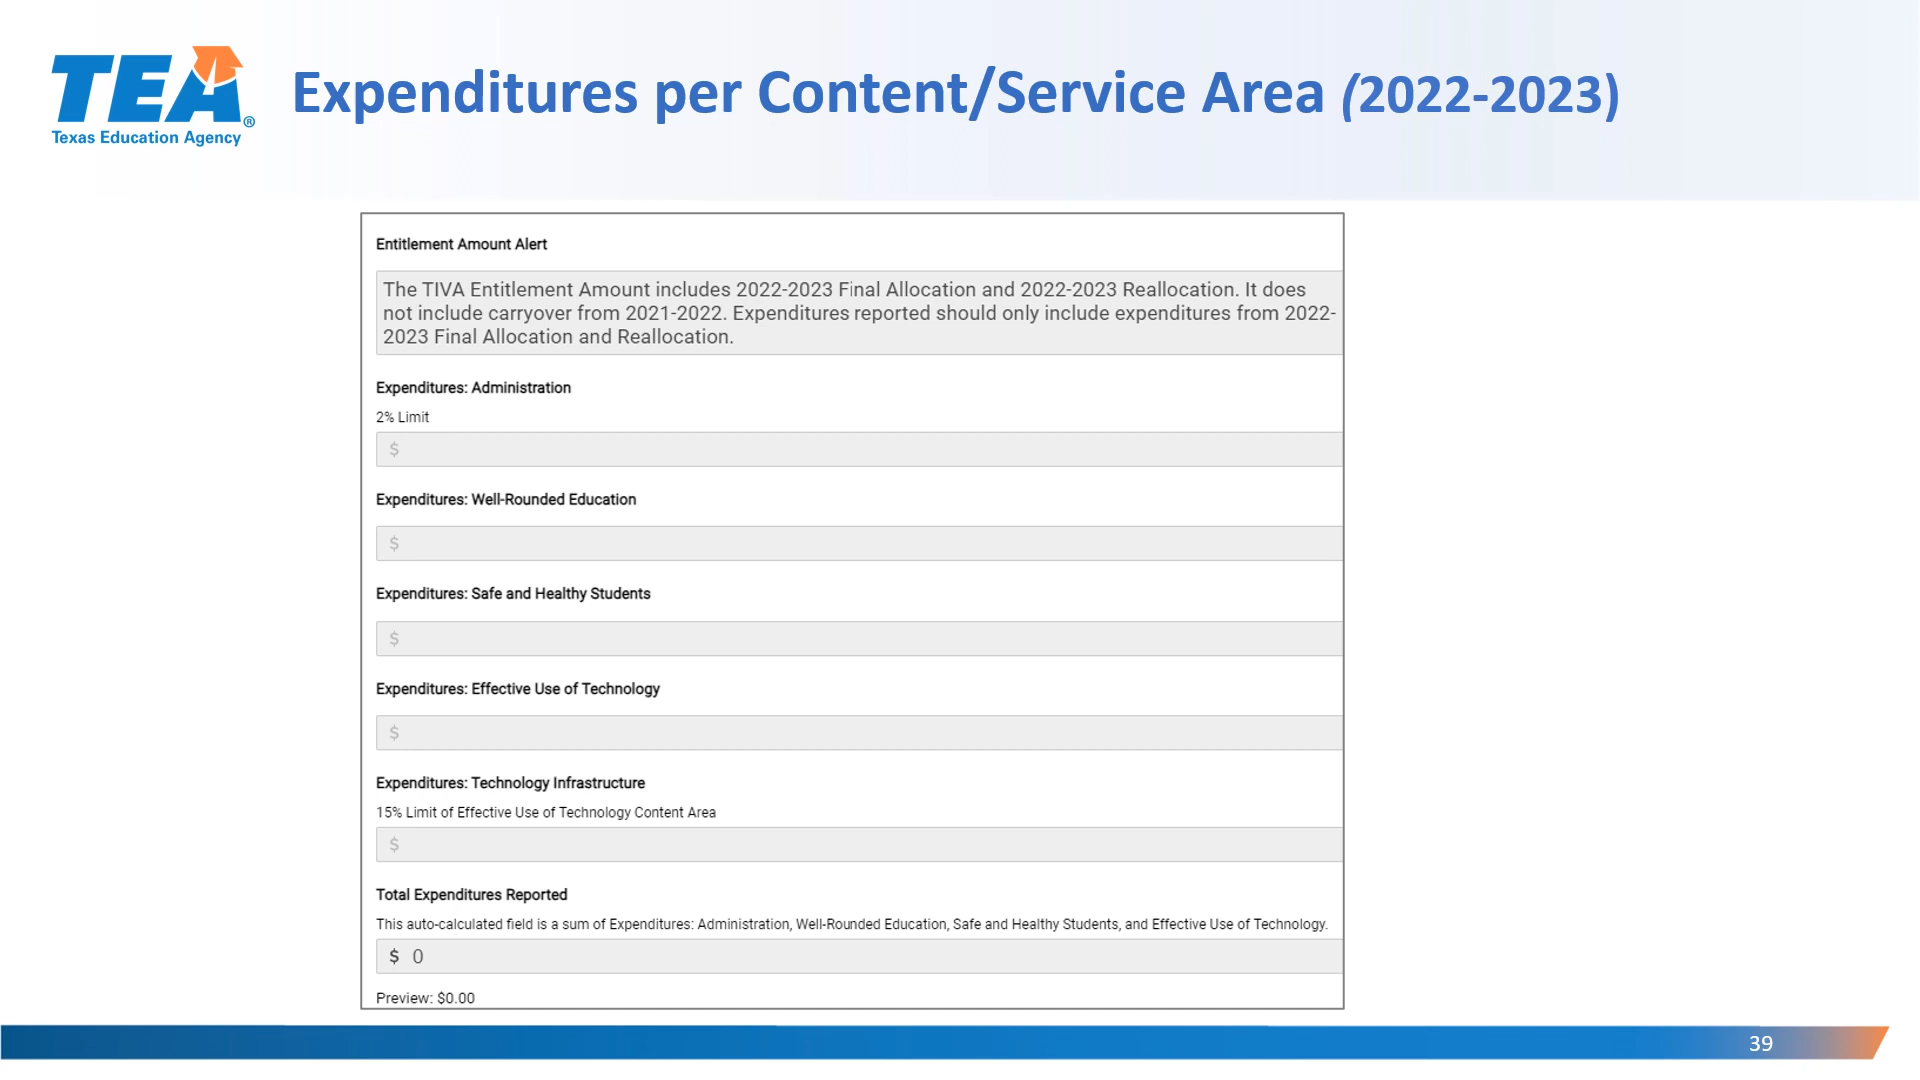 TEA®
Texas Education Agency
Expenditures per Content/Service Area (2022-2023)
Entitlement Amount Alert
The TIVA Entitlement Amount includes 2022-2023 Final Allocation and 2022-2023 Reallocation. It does
not include carryover from 2021-2022. Expenditures reported should only include expenditures from 2022-
2023 Final Allocation and Reallocation.
Expenditures: Administration
2% Limit
$
Expenditures: Well-Rounded Education
$
Expenditures: Safe and Healthy Students
$
Expenditures: Effective Use of Technology
$
Expenditures: Technology Infrastructure
15% Limit of Effective Use of Technology Content Area
$
Total Expenditures Reported
This auto-calculated field is a sum of Expenditures: Administration, Well-Rounded Education, Safe and Healthy Students, and Effective Use of Technology.
$ 0
Preview: $0.00
39